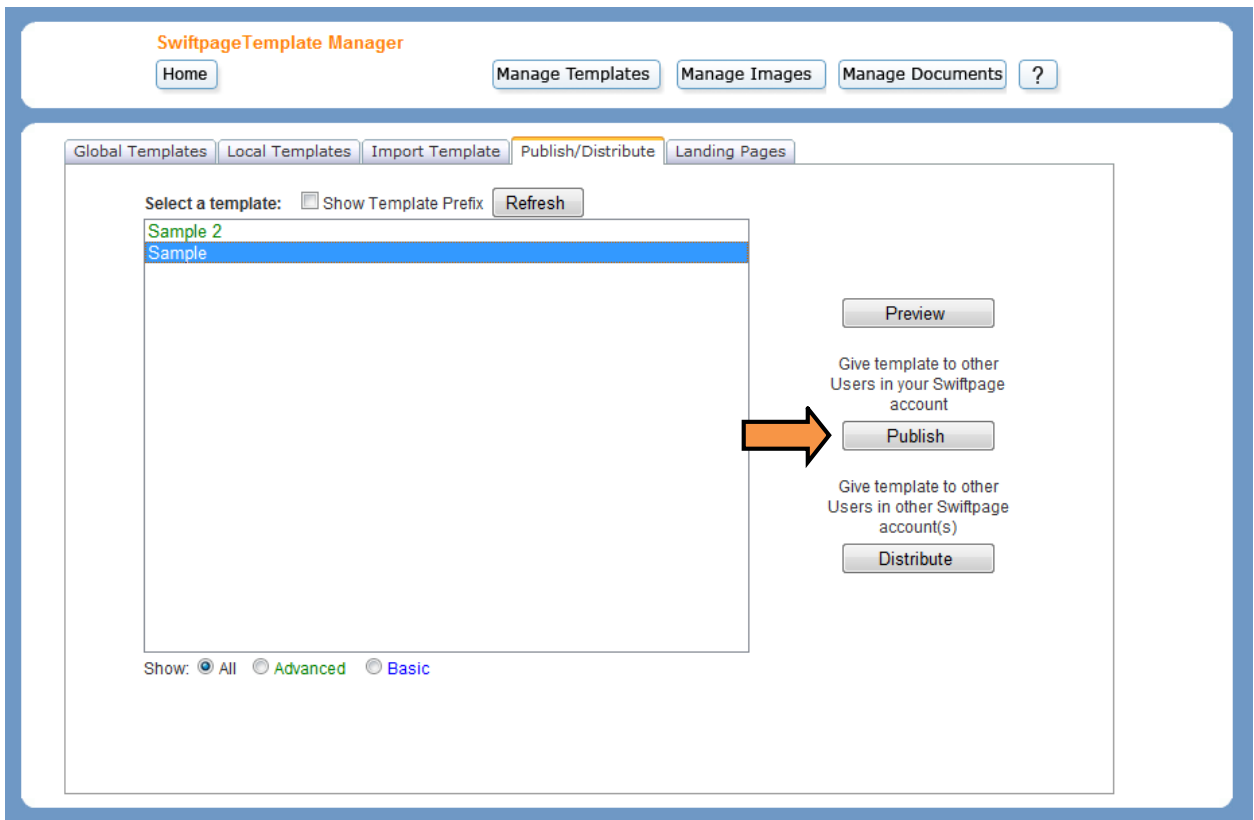 SwiftpageTemplate Manager
Home Manage Templates Manage Images Manage Documents ?
Global Templates Local Templates Import Template Publish/Distribute Landing Pages
Select a template: Show Template Prefix Refresh
Sample 2
Sample
Preview
Give template to other
Users in your Swiftpage
account
Publish
Give template to other
Users in other Swiftpage
account(s)
Distribute
Show: All Advanced Basic